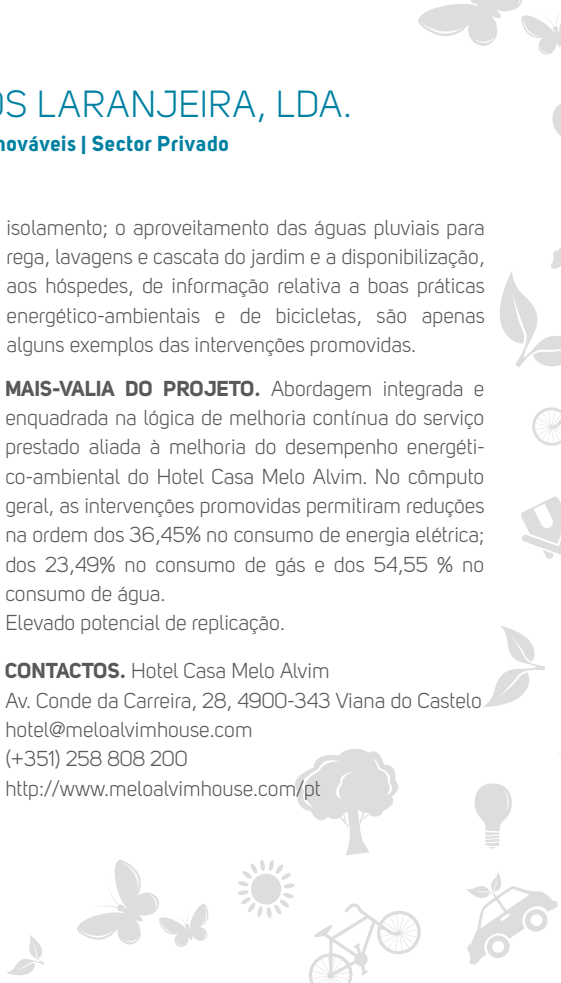 OS LARANJEIRA, LDA.
nováveis | Sector Privado
isolamento; o aproveitamento das águas pluviais para
rega, lavagens e cascata do jardim e a disponibilização,
aos hóspedes, de informação relativa a boas práticas
energético-ambientais e de bicicletas, são apenas
alguns exemplos das intervenções promovidas.
MAIS-VALIA DO PROJETO. Abordagem integrada e
enquadrada na lógica de melhoria contínua do serviço
prestado aliada à melhoria do desempenho energéti-
co-ambiental do Hotel Casa Melo Alvim. No cômputo
geral, as intervenções promovidas permitiram reduções
na ordem dos 36,45% no consumo de energia elétrica;
dos 23,49% no consumo de gás e dos 54,55 % no
consumo de água.
Elevado potencial de replicação.
CONTACTOS. Hotel Casa Melo Alvim
Av. Conde da Carreira, 28, 4900-343 Viana do Castelo
hotel@meloalvimhouse.com
(+351) 258 808 200
http://www.meloalvimhouse.com/pt